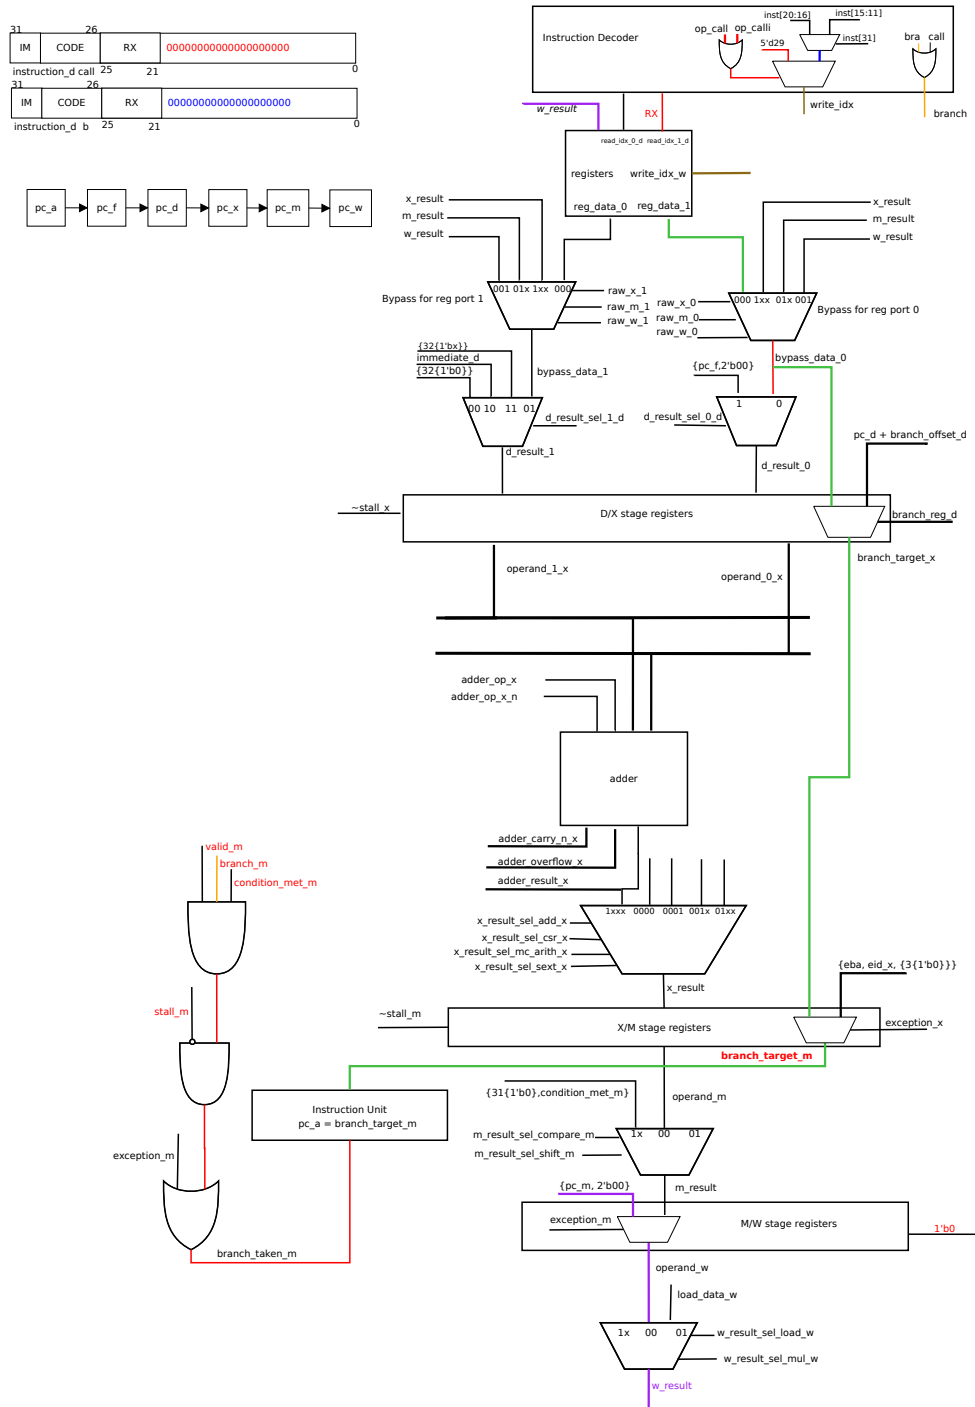 31
26
IM
CODE
RX
00000000000000000000
instruction_d call
25
21
0
31
26
IM
CODE
RX
00000000000000000000
instruction_d  b
25
21
0
pc_a
pc_f
pc_d
pc_x
pc_m
pc_w
Instruction Decoder
op_call
op_calli
inst[20:16]
inst[15:11]
inst[31]
5'd29
bra
call
write_idx
branch
w_result
RX
read_idx_0_d
read_idx_1_d
registers
write_idx_w
reg_data_0
reg_data_1
x_result
m_result
w_result
x_result
m_result
w_result
001 01x 1xx 000
Bypass for reg port 1
raw_x_1
raw_m_1
raw_w_1
000 1xx 01x 001
raw_x_0
raw_m_0
raw_w_0
Bypass for reg port 0
{32{1'bx}}
immediate_d
{32{1'b0}}
bypass_data_1
bypass_data_0
{pc_f,2'b00}
00 10 11 01
d_result_sel_1_d
d_result_1
1 0
d_result_sel_0_d
d_result_0
pc_d + branch_offset_d
~stall_x
D/X stage registers
branch_reg_d
branch_target_x
operand_1_x
operand_0_x
adder_op_x
adder_op_x_n
adder
adder_carry_n_x
adder_overflow_x
adder_result_x
1xxx 0000 0001 001x 01xx
x_result_sel_add_x
x_result_sel_csr_x
x_result_sel_mc_arith_x
x_result_sel_sext_x
x_result
valid_m
branch_m
condition_met_m
{eba, eid_x, {3{1'b0}}}
~stall_m
X/M stage registers
exception_x
branch_target_m
stall_m
Instruction Unit
pc_a = branch_target_m
{31{1'b0},condition_met_m}
operand_m
1x 00 01
m_result_sel_compare_m
m_result_sel_shift_m
m_result
exception_m
branch_taken_m
{pc_m, 2'b00}
exception_m
M/W stage registers
1'b0
operand_w
load_data_w
1x 00 01
w_result_sel_load_w
w_result_sel_mul_w
w_result